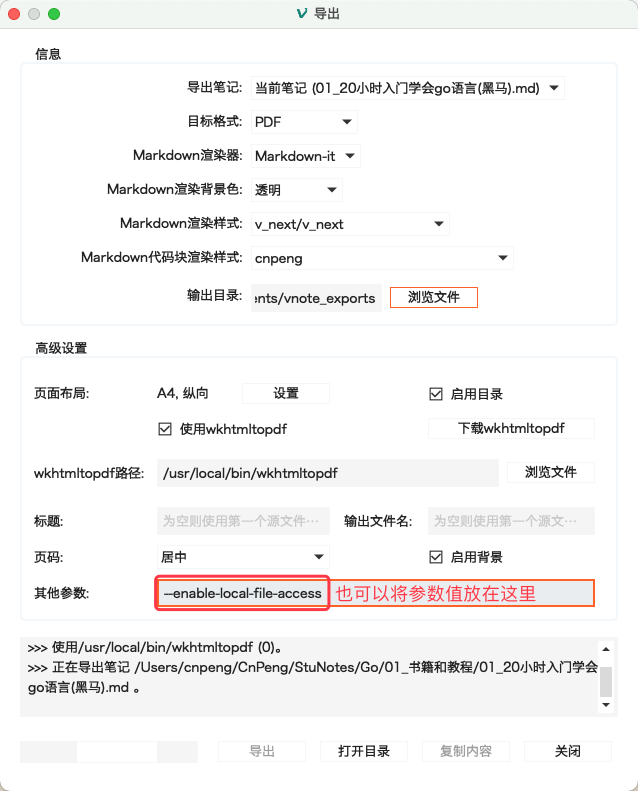 导出
信息
导出笔记: 当前笔记 (01_20小时入门学会go语言(黑马).md)
目标格式: PDF
Markdown渲染器: Markdown-it
Markdown渲染背景色: 透明
Markdown渲染样式: v_next/v_next
Markdown代码块渲染样式: cnpeng
输出目录: ents/vnote_exports 浏览文件
高级设置
页面布局: A4, 纵向 设置 启用目录
使用wkhtmltopdf 下载wkhtmltopdf
wkhtmltopdf路径: /usr/local/bin/wkhtmltopdf 浏览文件
标题: 为空则使用第一个源文件··· 输出文件名: 为空则使用第一个源文···
页码: 居中 启用背景
其他参数: --enable-local-file-access 也可以将参数值放在这里
>>> 使用/usr/local/bin/wkhtmltopdf (0)。
>>> 正在导出笔记 /Users/cnpeng/CnPeng/StuNotes/Go/01_书籍和教程/01_20小时入门学会
go语言(黑马).md 。
导出 打开目录 复制内容 关闭